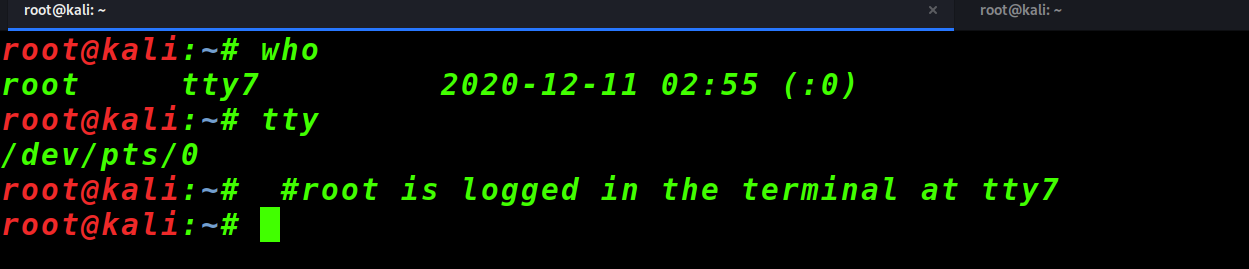 root@kali: ~ × root@kali: ~
root@kali:~# who
root     tty7         2020-12-11 02:55 (:0)
root@kali:~# tty
/dev/pts/0
root@kali:~#  #root is logged in the terminal at tty7
root@kali:~#